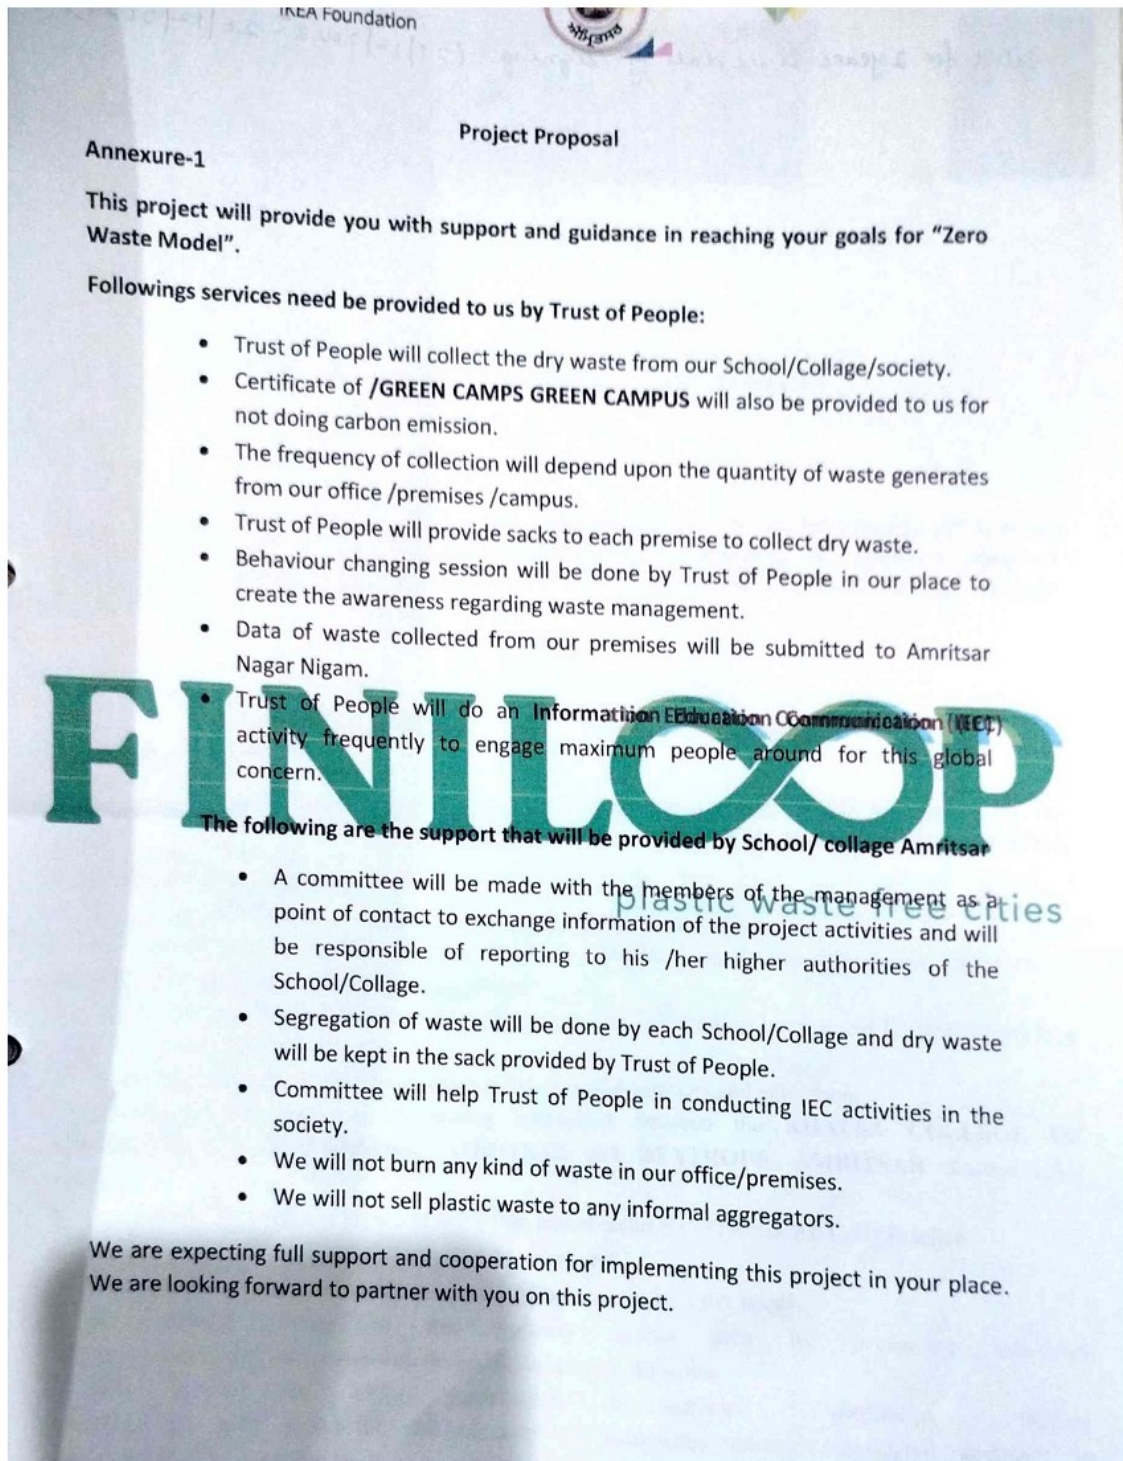 IKEA Foundation
ਅੰਮ੍ਰਿਤਸਰ
Project Proposal
Annexure-1
This project will provide you with support and guidance in reaching your goals for “Zero
Waste Model”.
Followings services need be provided to us by Trust of People:
• Trust of People will collect the dry waste from our School/Collage/society.
• Certificate of /GREEN CAMPS GREEN CAMPUS will also be provided to us for
not doing carbon emission.
• The frequency of collection will depend upon the quantity of waste generates
from our office /premises /campus.
• Trust of People will provide sacks to each premise to collect dry waste.
• Behaviour changing session will be done by Trust of People in our place to
create the awareness regarding waste management.
• Data of waste collected from our premises will be submitted to Amritsar
Nagar Nigam.
• Trust of People will do an Information Education Communication (IEC)
activity frequently to engage maximum people around for this global
concern.
FINILOOP
plastic waste free cities
The following are the support that will be provided by School/ collage Amritsar
• A committee will be made with the members of the management as a
point of contact to exchange information of the project activities and will
be responsible of reporting to his /her higher authorities of the
School/Collage.
• Segregation of waste will be done by each School/Collage and dry waste
will be kept in the sack provided by Trust of People.
• Committee will help Trust of People in conducting IEC activities in the
society.
• We will not burn any kind of waste in our office/premises.
• We will not sell plastic waste to any informal aggregators.
We are expecting full support and cooperation for implementing this project in your place.
We are looking forward to partner with you on this project.